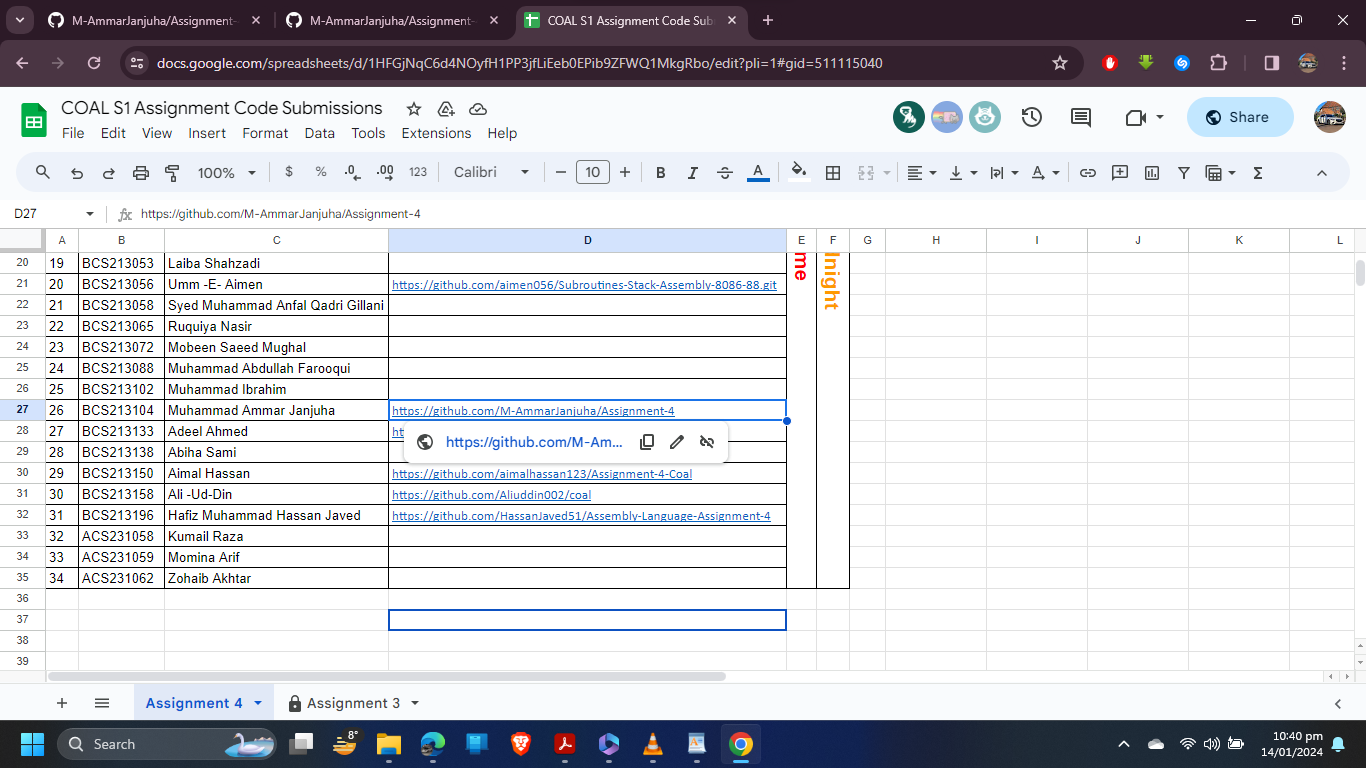 M-AmmarJanjuha/Assignment-
M-AmmarJanjuha/Assignment-
COAL S1 Assignment Code Sub
docs.google.com/spreadsheets/d/1HFGjNqC6d4NOyfH1PP3jfLiEeb0EPib9ZFWQ1MkgRbo/edit?pli=1#gid=511115040
COAL S1 Assignment Code Submissions
File Edit View Insert Format Data Tools Extensions Help
Share
100% $ % .0 .00 123 Calibri 10 B I S A
D27 fx https://github.com/M-AmmarJanjuha/Assignment-4
A B C D E F G H I J K L
20 19 BCS213053 Laiba Shahzadi
me
lnight
21 20 BCS213056 Umm -E- Aimen https://github.com/aimen056/Subroutines-Stack-Assembly-8086-88.git
22 21 BCS213058 Syed Muhammad Anfal Qadri Gillani
23 22 BCS213065 Ruquiya Nasir
24 23 BCS213072 Mobeen Saeed Mughal
25 24 BCS213088 Muhammad Abdullah Farooqui
26 25 BCS213102 Muhammad Ibrahim
27 26 BCS213104 Muhammad Ammar Janjuha https://github.com/M-AmmarJanjuha/Assignment-4
28 27 BCS213133 Adeel Ahmed ht
https://github.com/M-Am...
29 28 BCS213138 Abiha Sami
30 29 BCS213150 Aimal Hassan https://github.com/aimalhassan123/Assignment-4-Coal
31 30 BCS213158 Ali -Ud-Din https://github.com/Aliuddin002/coal
32 31 BCS213196 Hafiz Muhammad Hassan Javed https://github.com/HassanJaved51/Assembly-Language-Assignment-4
33 32 ACS231058 Kumail Raza
34 33 ACS231059 Momina Arif
35 34 ACS231062 Zohaib Akhtar
36
37
38
39
Assignment 4 Assignment 3
Search
8°
10:40 pm
14/01/2024